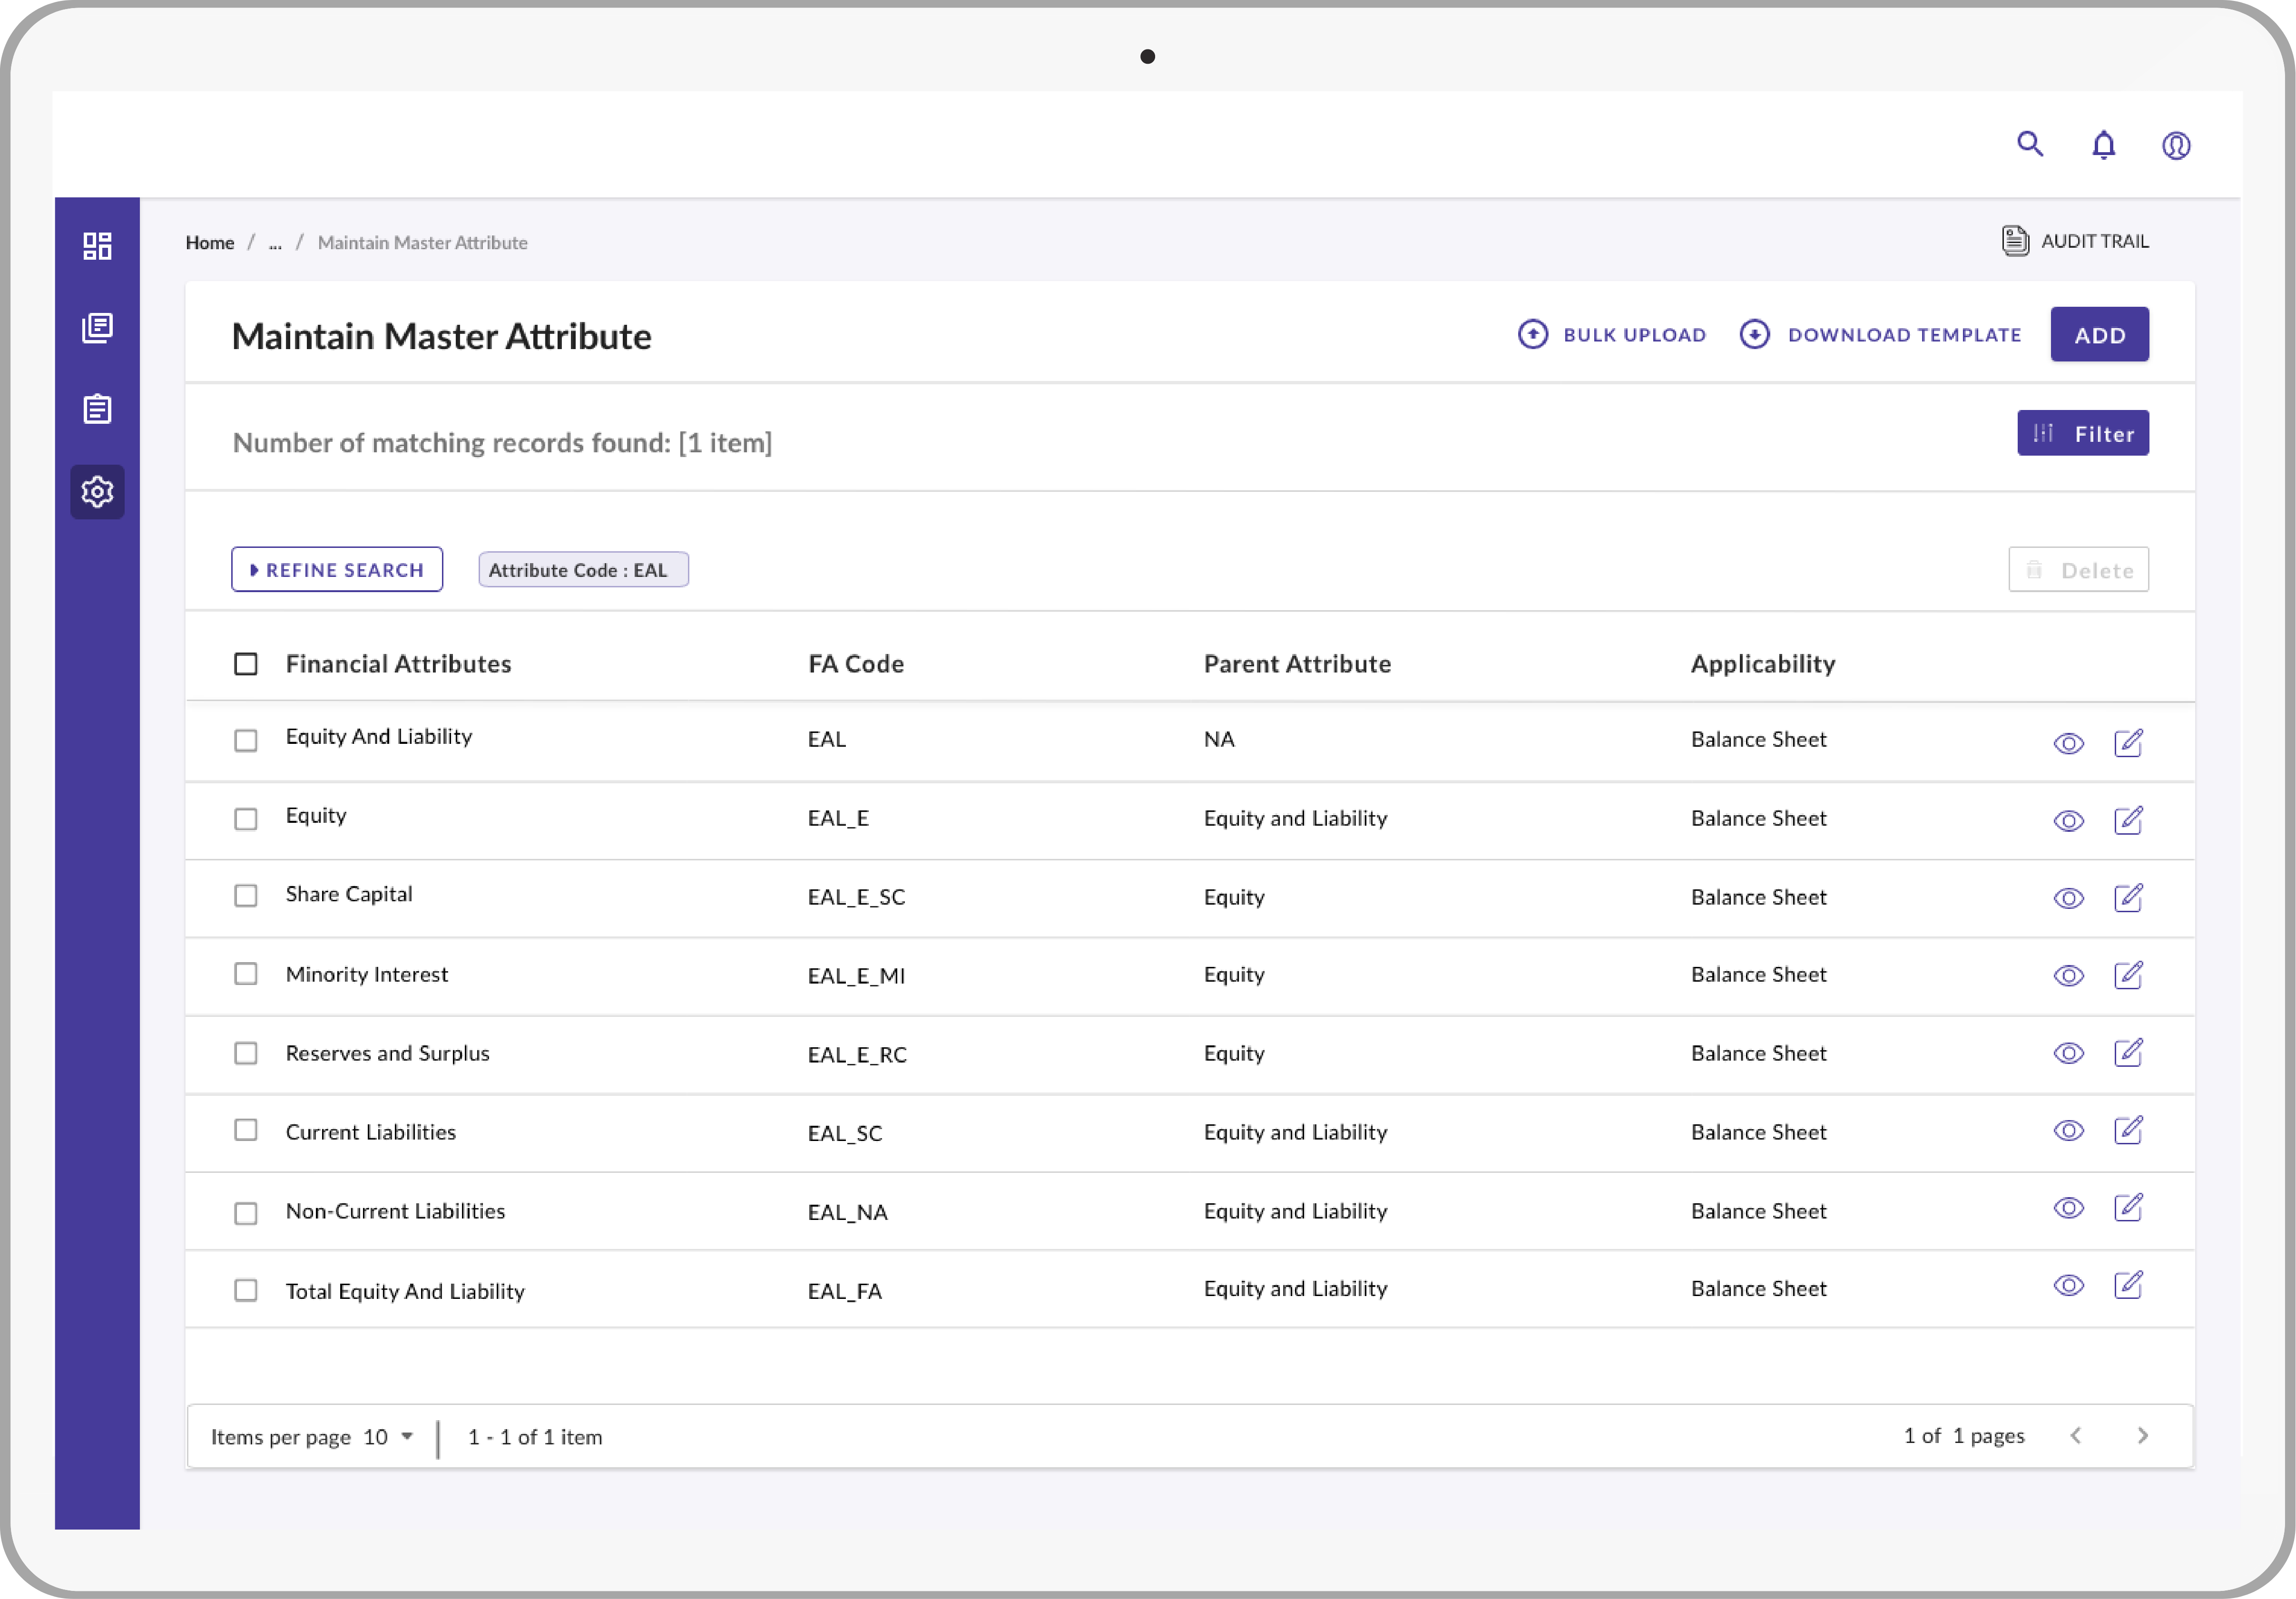 Home / ... / Maintain Master Attribute
AUDIT TRAIL
Maintain Master Attribute
BULK UPLOAD
DOWNLOAD TEMPLATE
ADD
Number of matching records found: [1 item]
Filter
REFINE SEARCH
Attribute Code : EAL
Delete
Financial Attributes FA Code Parent Attribute Applicability
Equity And Liability EAL NA Balance Sheet
Equity EAL_E Equity and Liability Balance Sheet
Share Capital EAL_E_SC Equity Balance Sheet
Minority Interest EAL_E_MI Equity Balance Sheet
Reserves and Surplus EAL_E_RC Equity Balance Sheet
Current Liabilities EAL_SC Equity and Liability Balance Sheet
Non-Current Liabilities EAL_NA Equity and Liability Balance Sheet
Total Equity And Liability EAL_FA Equity and Liability Balance Sheet
Items per page 10 1 - 1 of 1 item 1 of 1 pages